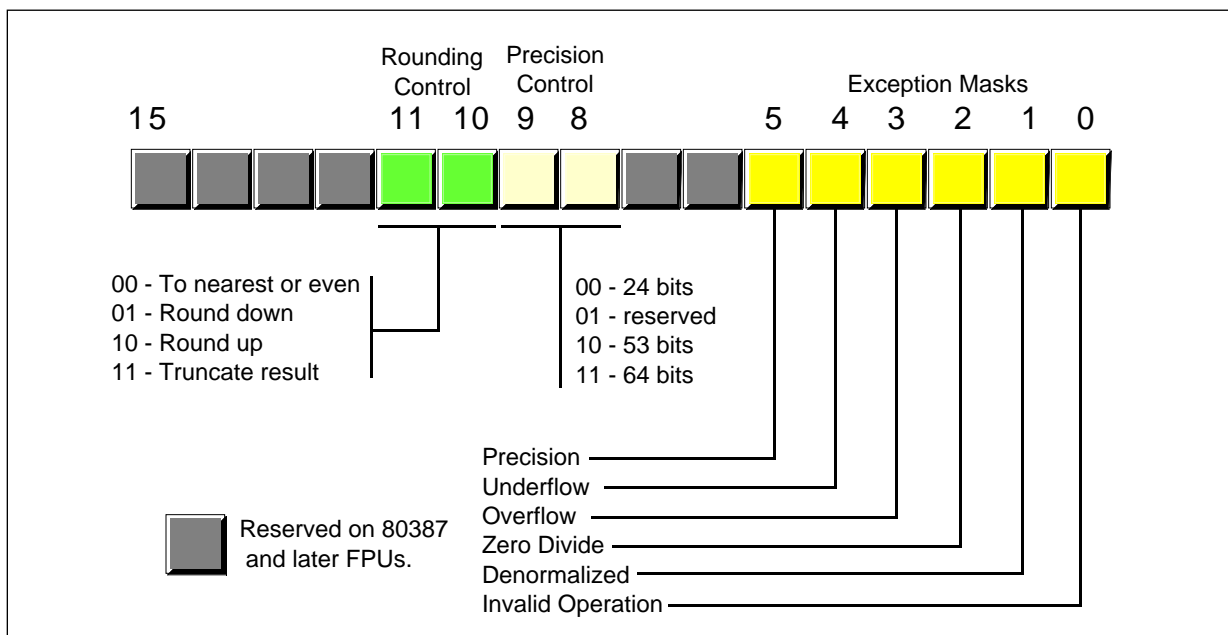 Rounding
Control
Precision
Control
Exception Masks
15 11 10 9 8 5 4 3 2 1 0
00 - To nearest or even
01 - Round down
10 - Round up
11 - Truncate result
00 - 24 bits
01 - reserved
10 - 53 bits
11 - 64 bits
Precision
Underflow
Overflow
Zero Divide
Denormalized
Invalid Operation
Reserved on 80387
and later FPUs.